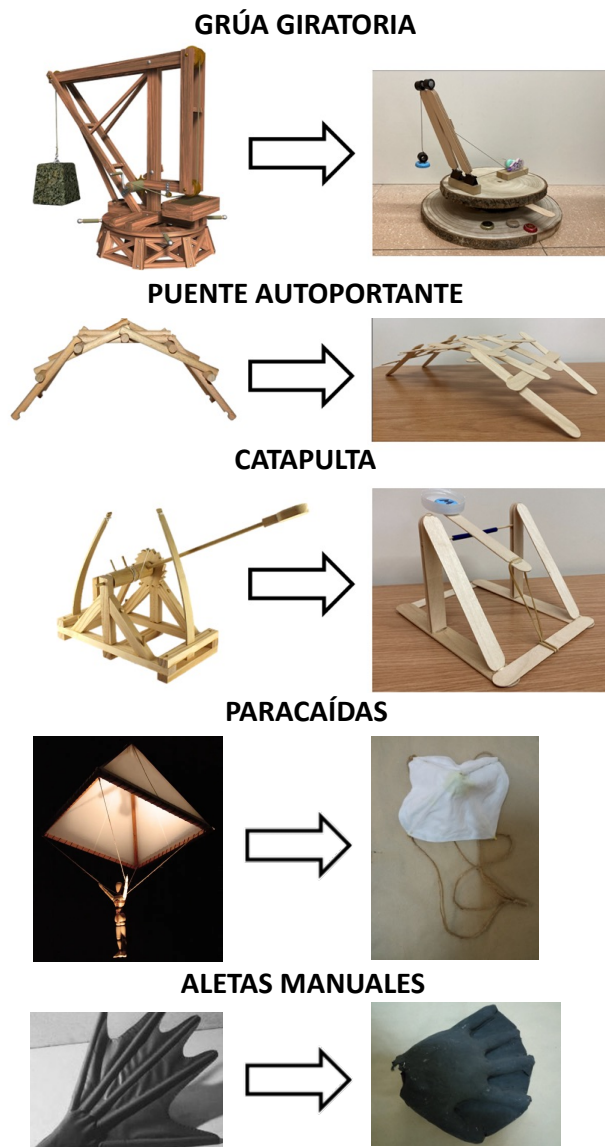 GRÚA GIRATORIA
PUENTE AUTOPORTANTE
CATAPULTA
PARACAÍDAS
ALETAS MANUALES